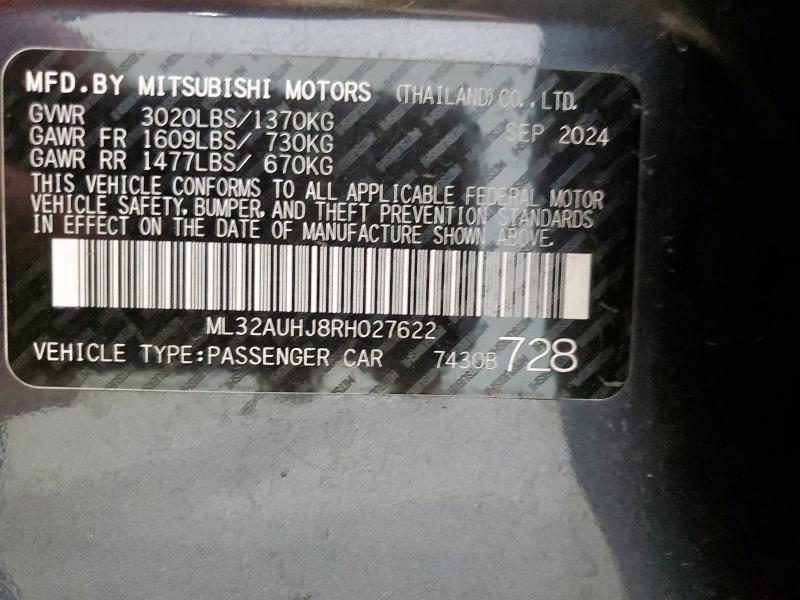 MFD.BY MITSUBISHI MOTORS (THAILAND)CO.,LTD.
GVWR 3020LBS/1370KG SEP 2024
GAWR FR 1609LBS/ 730KG
GAWR RR 1477LBS/ 670KG
THIS VEHICLE CONFORMS TO ALL APPLICABLE FEDERAL MOTOR
VEHICLE SAFETY, BUMPER, AND THEFT PREVENTION STANDARDS
IN EFFECT ON THE DATE OF MANUFACTURE SHOWN ABOVE.
ML32AUHJ8RH027622
VEHICLE TYPE:PASSENGER CAR 7430B 728